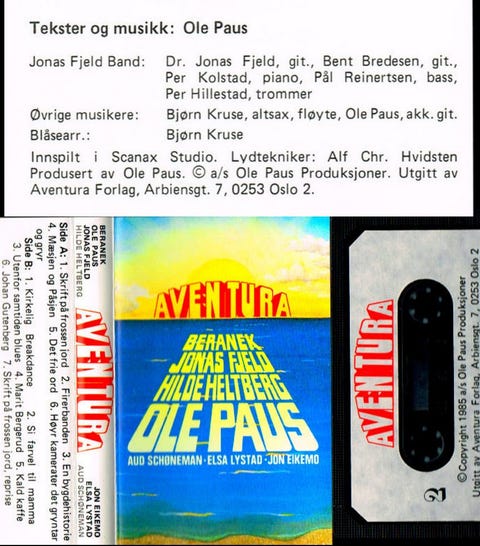 Tekster og musikk: Ole Paus
Jonas Fjeld Band: Dr. Jonas Fjeld, git., Bent Bredesen, git.,
Per Kolstad, piano, Pål Reinertsen, bass,
Per Hillestad, trommer
Øvrige musikere: Bjørn Kruse, altsax, fløyte, Ole Paus, akk. git.
Blåsearr.: Bjørn Kruse
Innspilt i Scanax Studio. Lydtekniker: Alf Chr. Hvidsten
Produsert av Ole Paus. © a/s Ole Paus Produksjoner. Utgitt av
Aventura Forlag, Arbiensgt. 7, 0253 Oslo 2.
BERANEK
OLE PAUS
JONAS FJELD
HILDE HELTBERG
AVENTURA
JON EIKEMO
ELSA LYSTAD
AUD SCHØNEMAN
Side A: 1. Skrift på frossen jord 2. Firerbanden 3. En bygdehistorie
4. Mæsjen og Påsjen 5. Det frie ord 6. Høyr kamerater det gryntar
og gryr
Side B: 1. Kirkelig Breakdance 2. Si farvel til mamma
3. Utenfor samtiden blues 4. Marit Bergerud 5. Kald kaffe
6. Johan Gutenberg 7. Skrift på frossen jord, reprise
AVENTURA
BERANEK
JONAS FJELD
HILDE HELTBERG
OLE PAUS
AUD SCHØNEMAN · ELSA LYSTAD · JON EIKEMO
AVENTURA
2
© Copyright 1985 a/s Ole Paus Produksjoner
Utgitt av Aventura Forlag, Arbiensgt. 7, 0253 Oslo 2